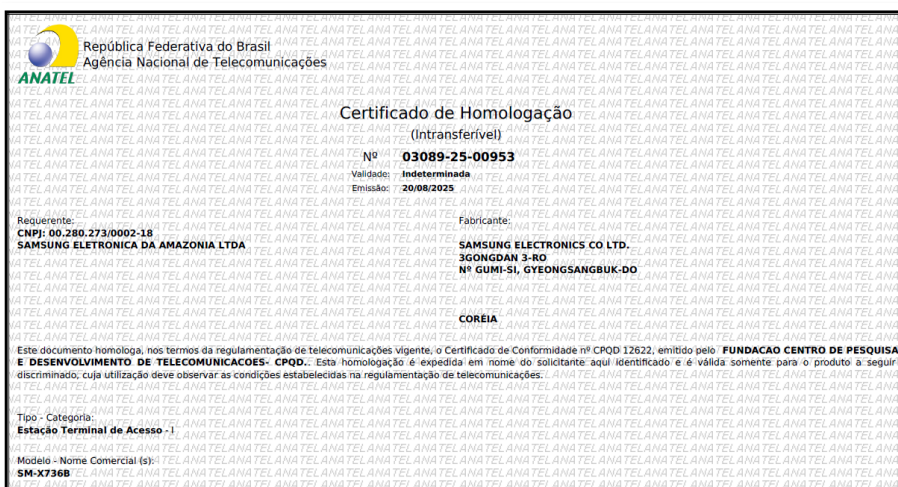 República Federativa do Brasil
Agência Nacional de Telecomunicações
ANATEL
Certificado de Homologação
(Intransferível)
Nº 03089-25-00953
Validade: Indeterminada
Emissão: 20/08/2025
Requerente:
CNPJ: 00.280.273/0002-18
SAMSUNG ELETRONICA DA AMAZONIA LTDA
Fabricante:
SAMSUNG ELECTRONICS CO LTD.
3GONGDAN 3-RO
Nº GUMI-SI, GYEONGSANGBUK-DO
CORÉIA
Este documento homologa, nos termos da regulamentação de telecomunicações vigente, o Certificado de Conformidade nº CPQD 12622, emitido pelo FUNDACAO CENTRO DE PESQUISA
E DESENVOLVIMENTO DE TELECOMUNICACOES- CPQD.. Esta homologação é expedida em nome do solicitante aqui identificado e é válida somente para o produto a seguir
discriminado, cuja utilização deve observar as condições estabelecidas na regulamentação de telecomunicações.
Tipo - Categoria:
Estação Terminal de Acesso - I
Modelo - Nome Comercial (s):
SM-X736B